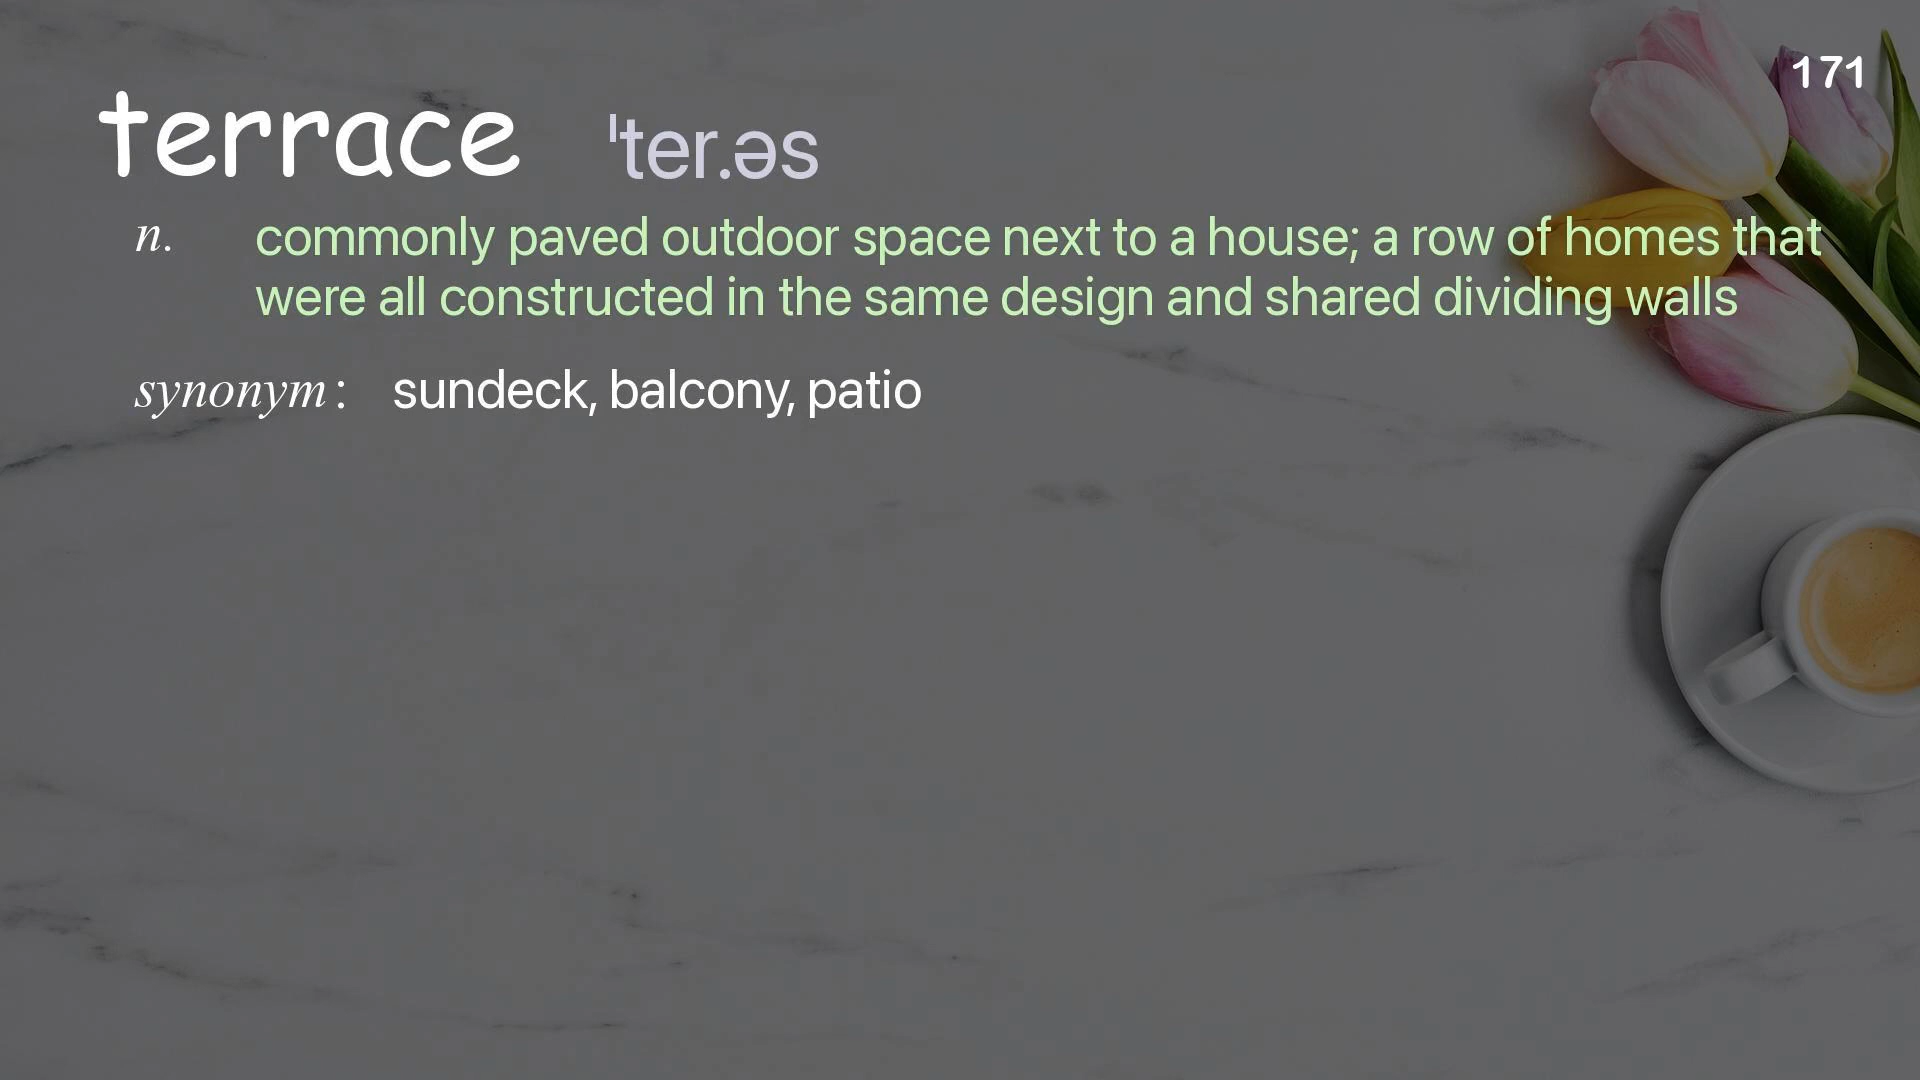 171
terrace ˈter.əs
n. commonly paved outdoor space next to a house; a row of homes that
were all constructed in the same design and shared dividing walls
synonym: sundeck, balcony, patio